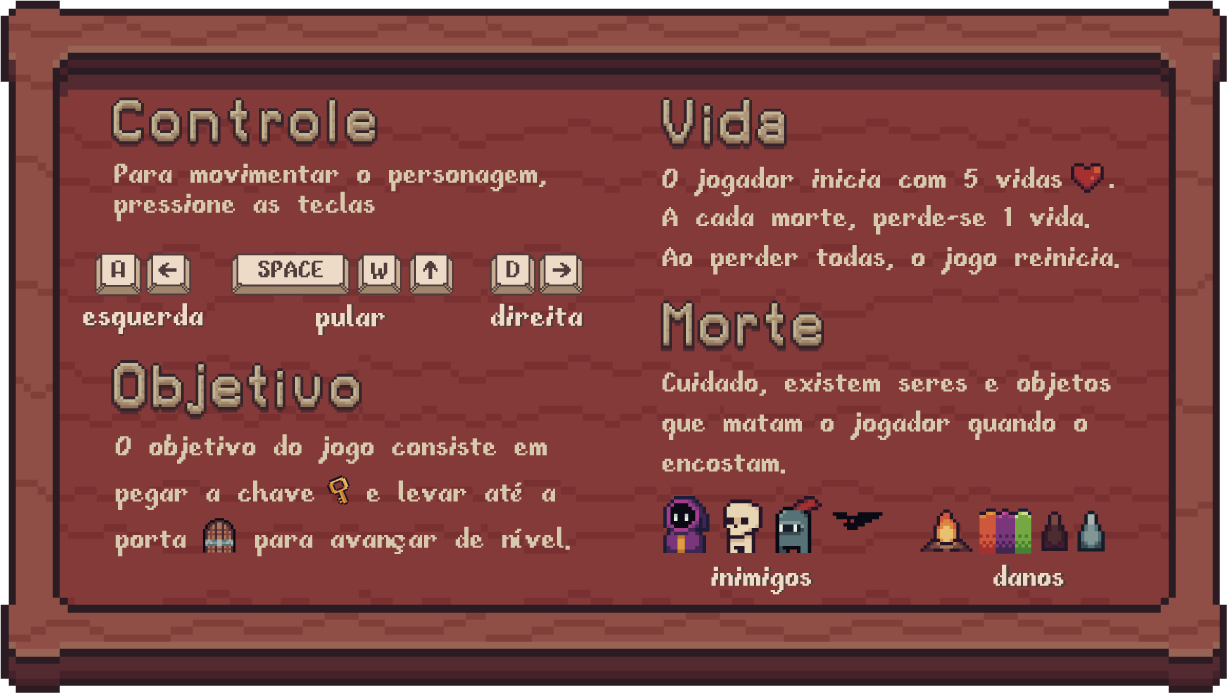 Controle
Para movimentar o personagem,
pressione as teclas
A ← SPACE W ↑ D →
esquerda pular direita
Objetivo
O objetivo do jogo consiste em
pegar a chave e levar até a
porta para avançar de nível.
Vida
O jogador inicia com 5 vidas .
A cada morte, perde-se 1 vida.
Ao perder todas, o jogo reinicia.
Morte
Cuidado, existem seres e objetos
que matam o jogador quando o
encostam.
inimigos danos